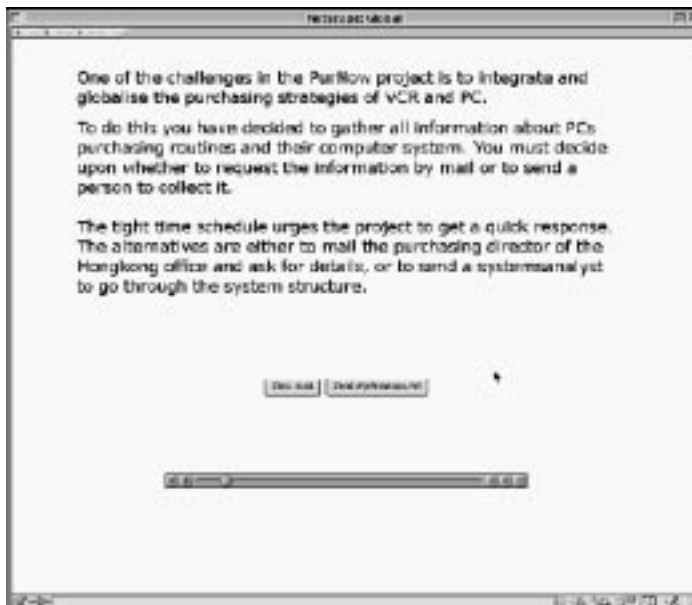 One of the challenges in the PurNow project is to integrate and
globalise the purchasing strategies of VCR and PC.
To do this you have decided to gather all information about PCs
purchasing routines and their computer system. You must decide
upon whether to request the information by mail or to send a
person to collect it.
The tight time schedule urges the project to get a quick response.
The alternatives are either to mail the purchasing director of the
Hongkong office and ask for details, or to send a systemsanalyst
to go through the system structure.